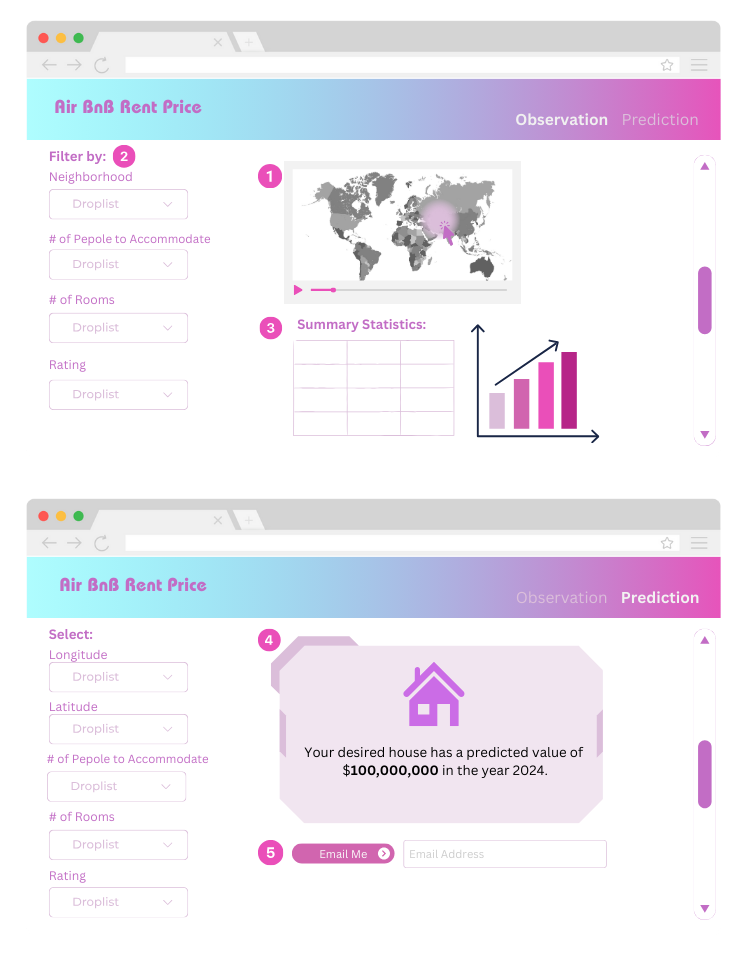 Air BnB Rent Price
Observation Prediction
Filter by: 2
Neighborhood
Droplist
# of Pepole to Accommodate
Droplist
# of Rooms
Droplist
Rating
Droplist
1
3 Summary Statistics:
Air BnB Rent Price
Observation Prediction
Select:
Longitude
Droplist
Latitude
Droplist
# of Pepole to Accommodate
Droplist
# of Rooms
Droplist
Rating
Droplist
4
Your desired house has a predicted value of
$100,000,000 in the year 2024.
5 Email Me Email Address